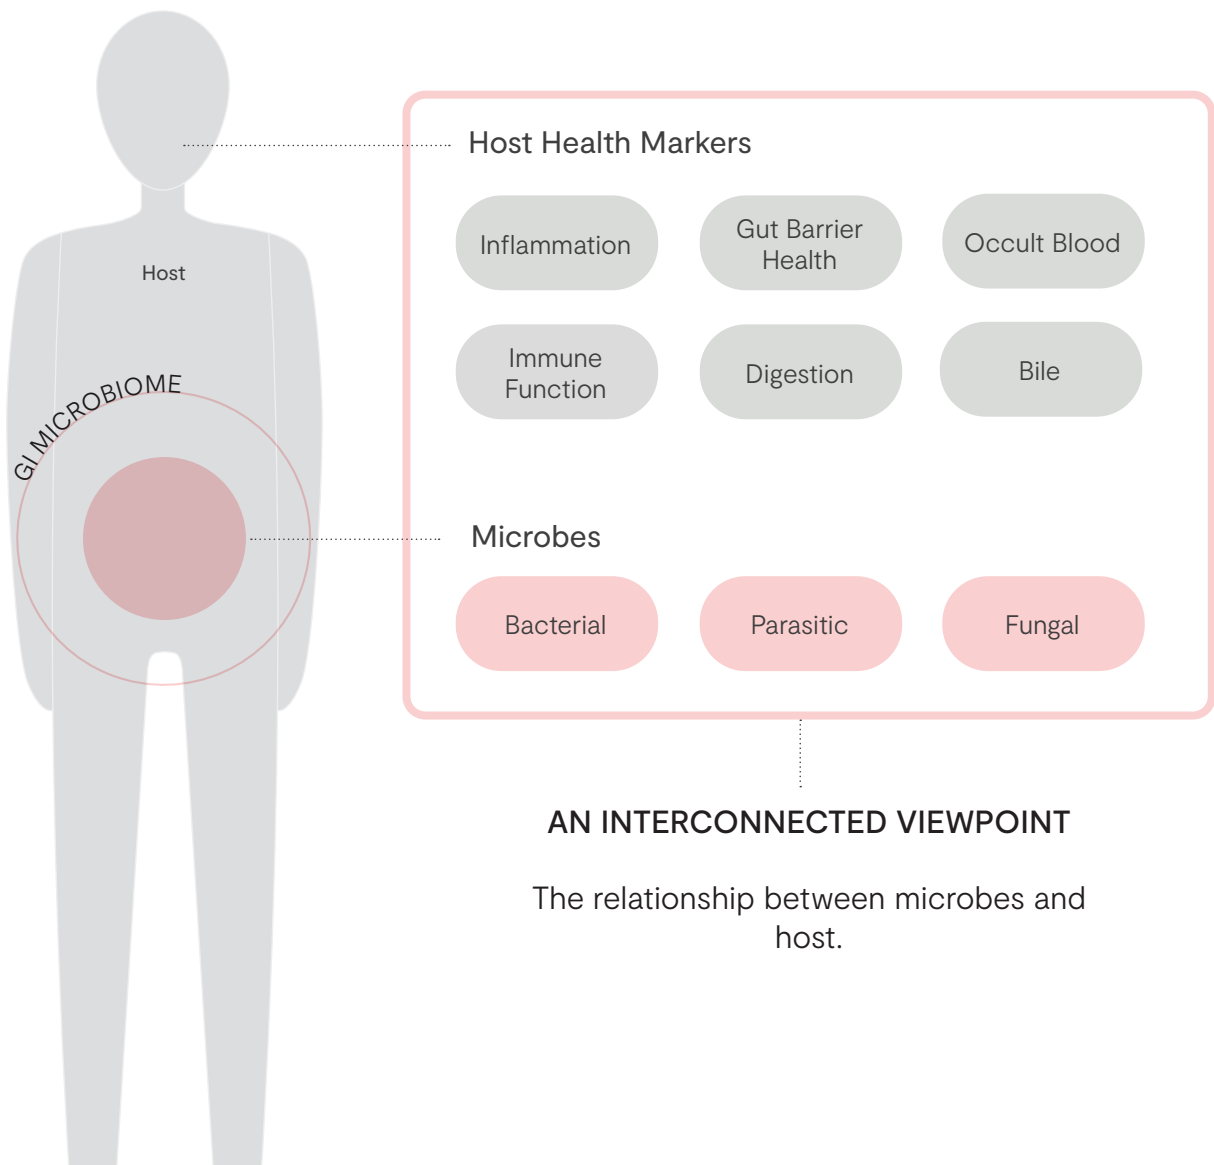 Host Health Markers
Inflammation
Gut Barrier
Health
Occult Blood
Host
Immune
Function
Digestion
Bile
GI MICROBIOME
Microbes
Bacterial
Parasitic
Fungal
AN INTERCONNECTED VIEWPOINT
The relationship between microbes and
host.